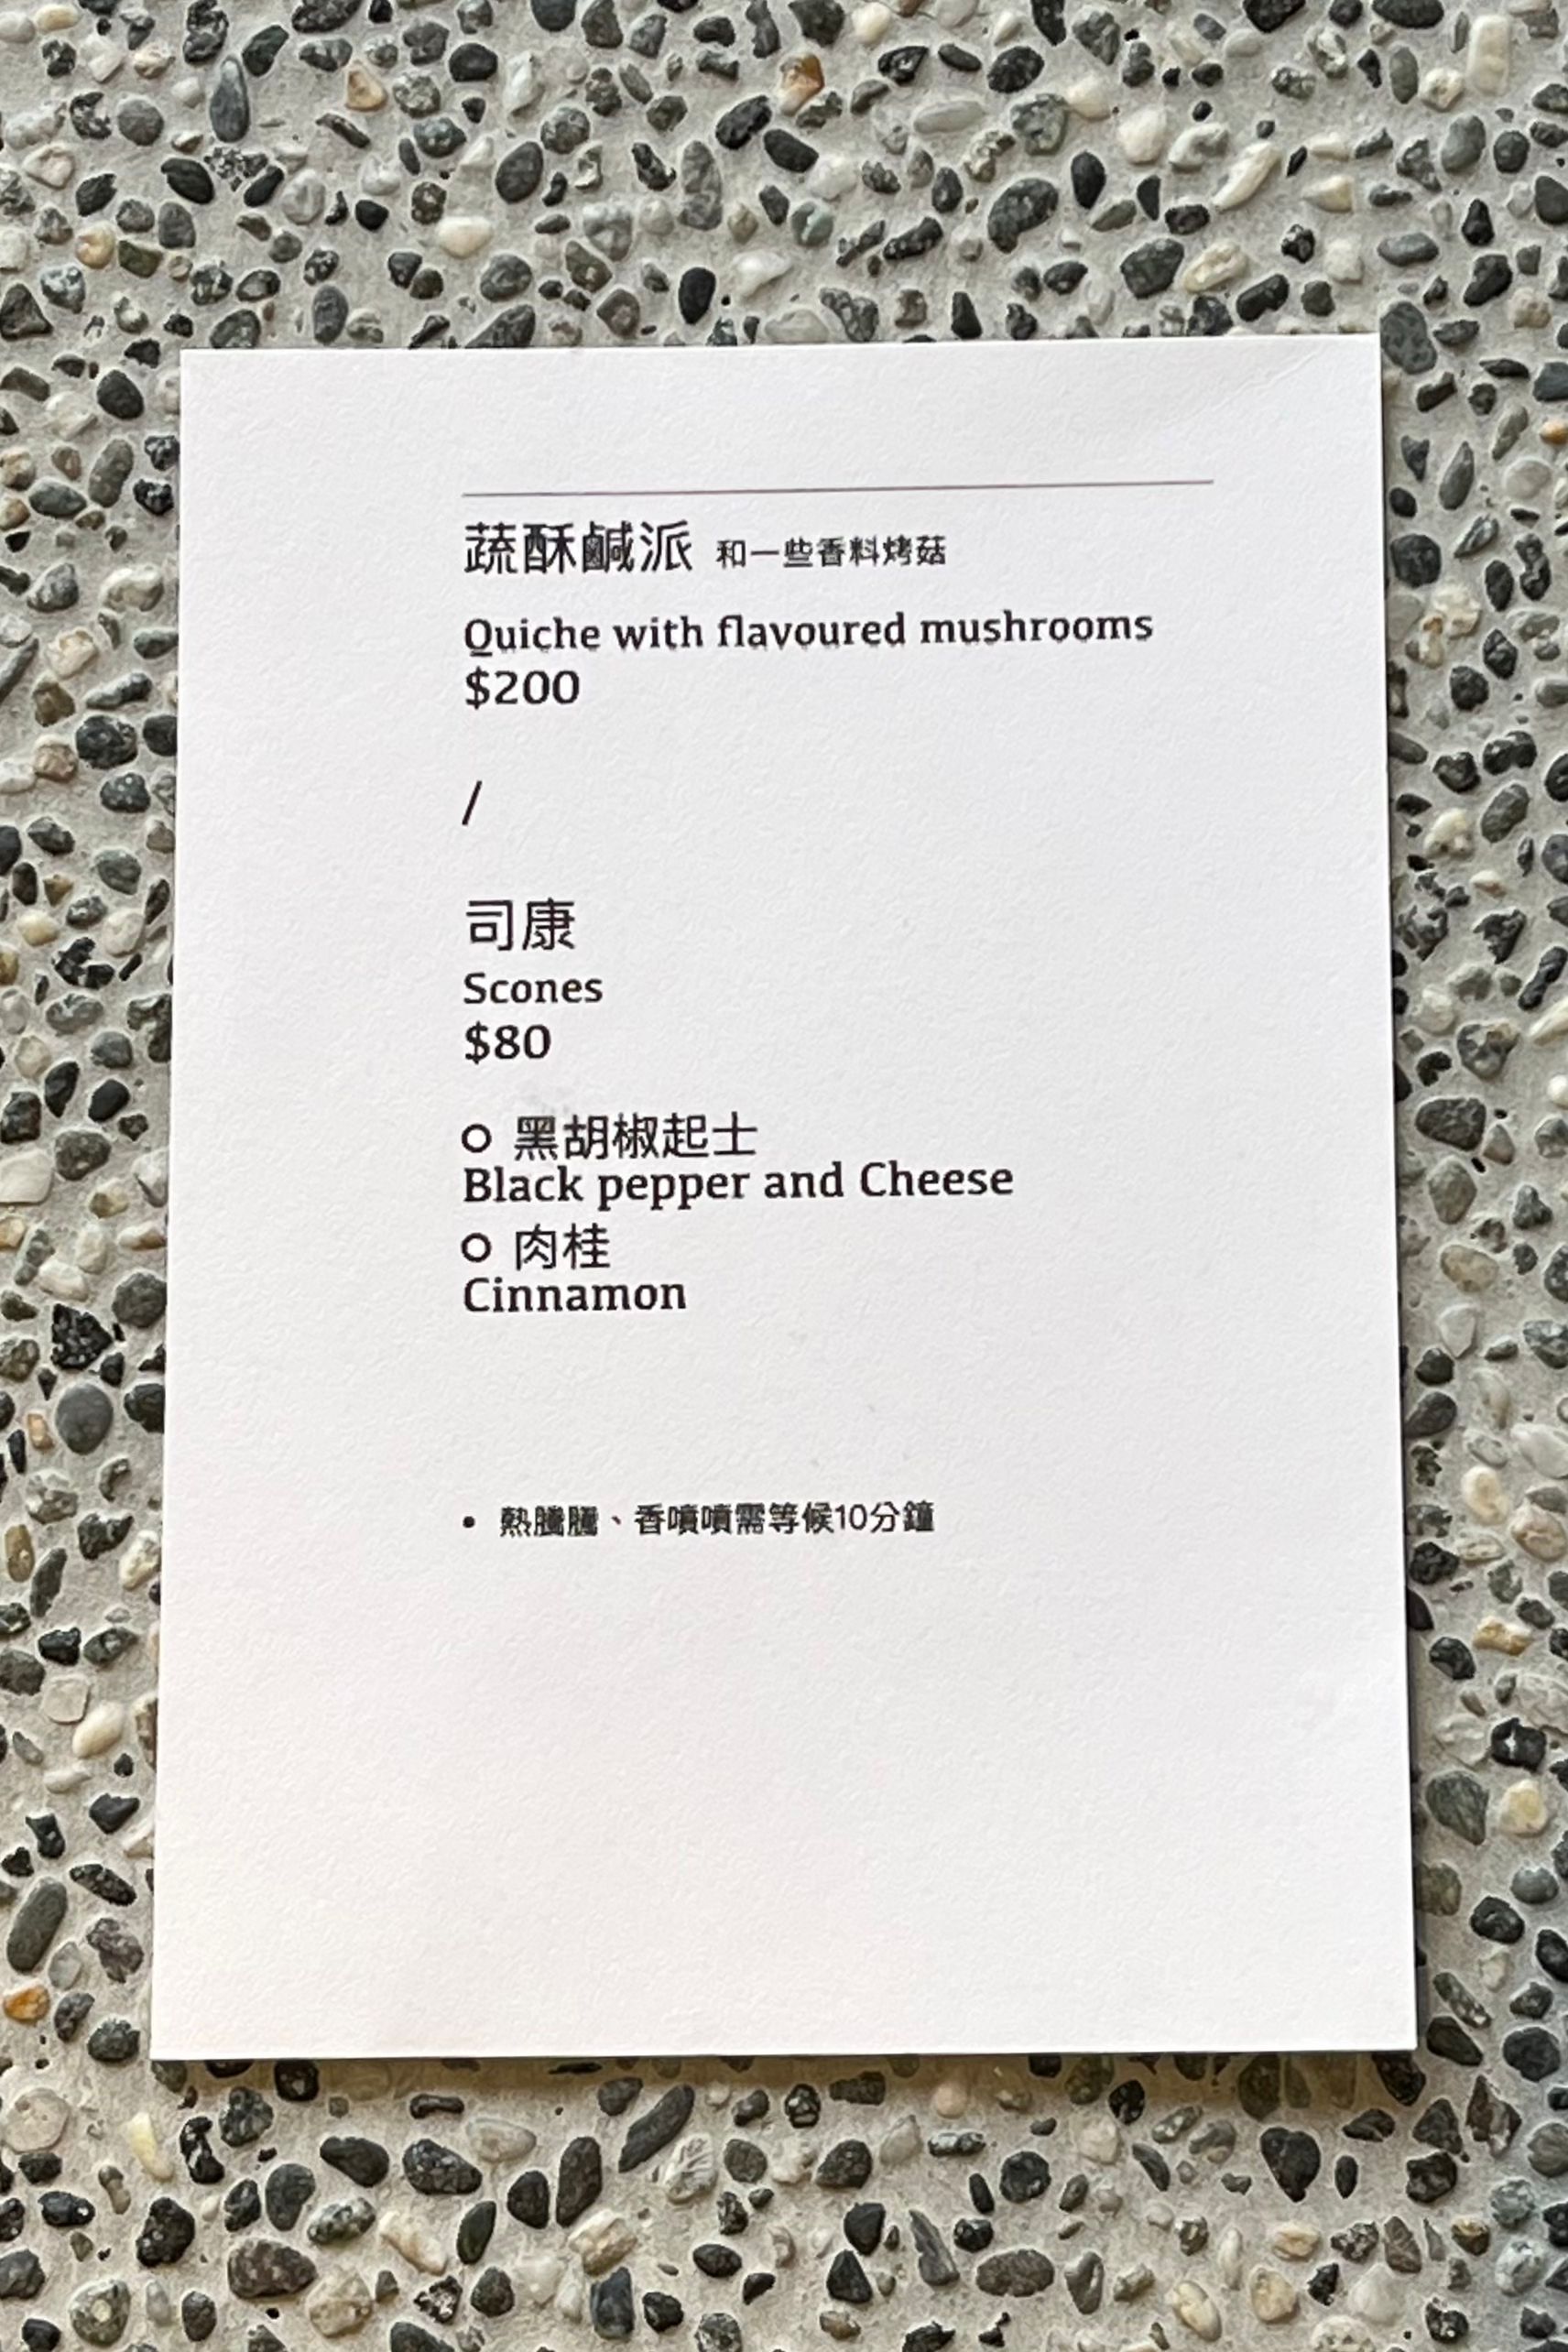 蔬酥鹹派 和一些香料烤菇
Quiche with flavoured mushrooms
$200
/
司康
Scones
$80
○ 黑胡椒起士
Black pepper and Cheese
○ 肉桂
Cinnamon
• 熱騰騰、香噴噴需等候10分鐘